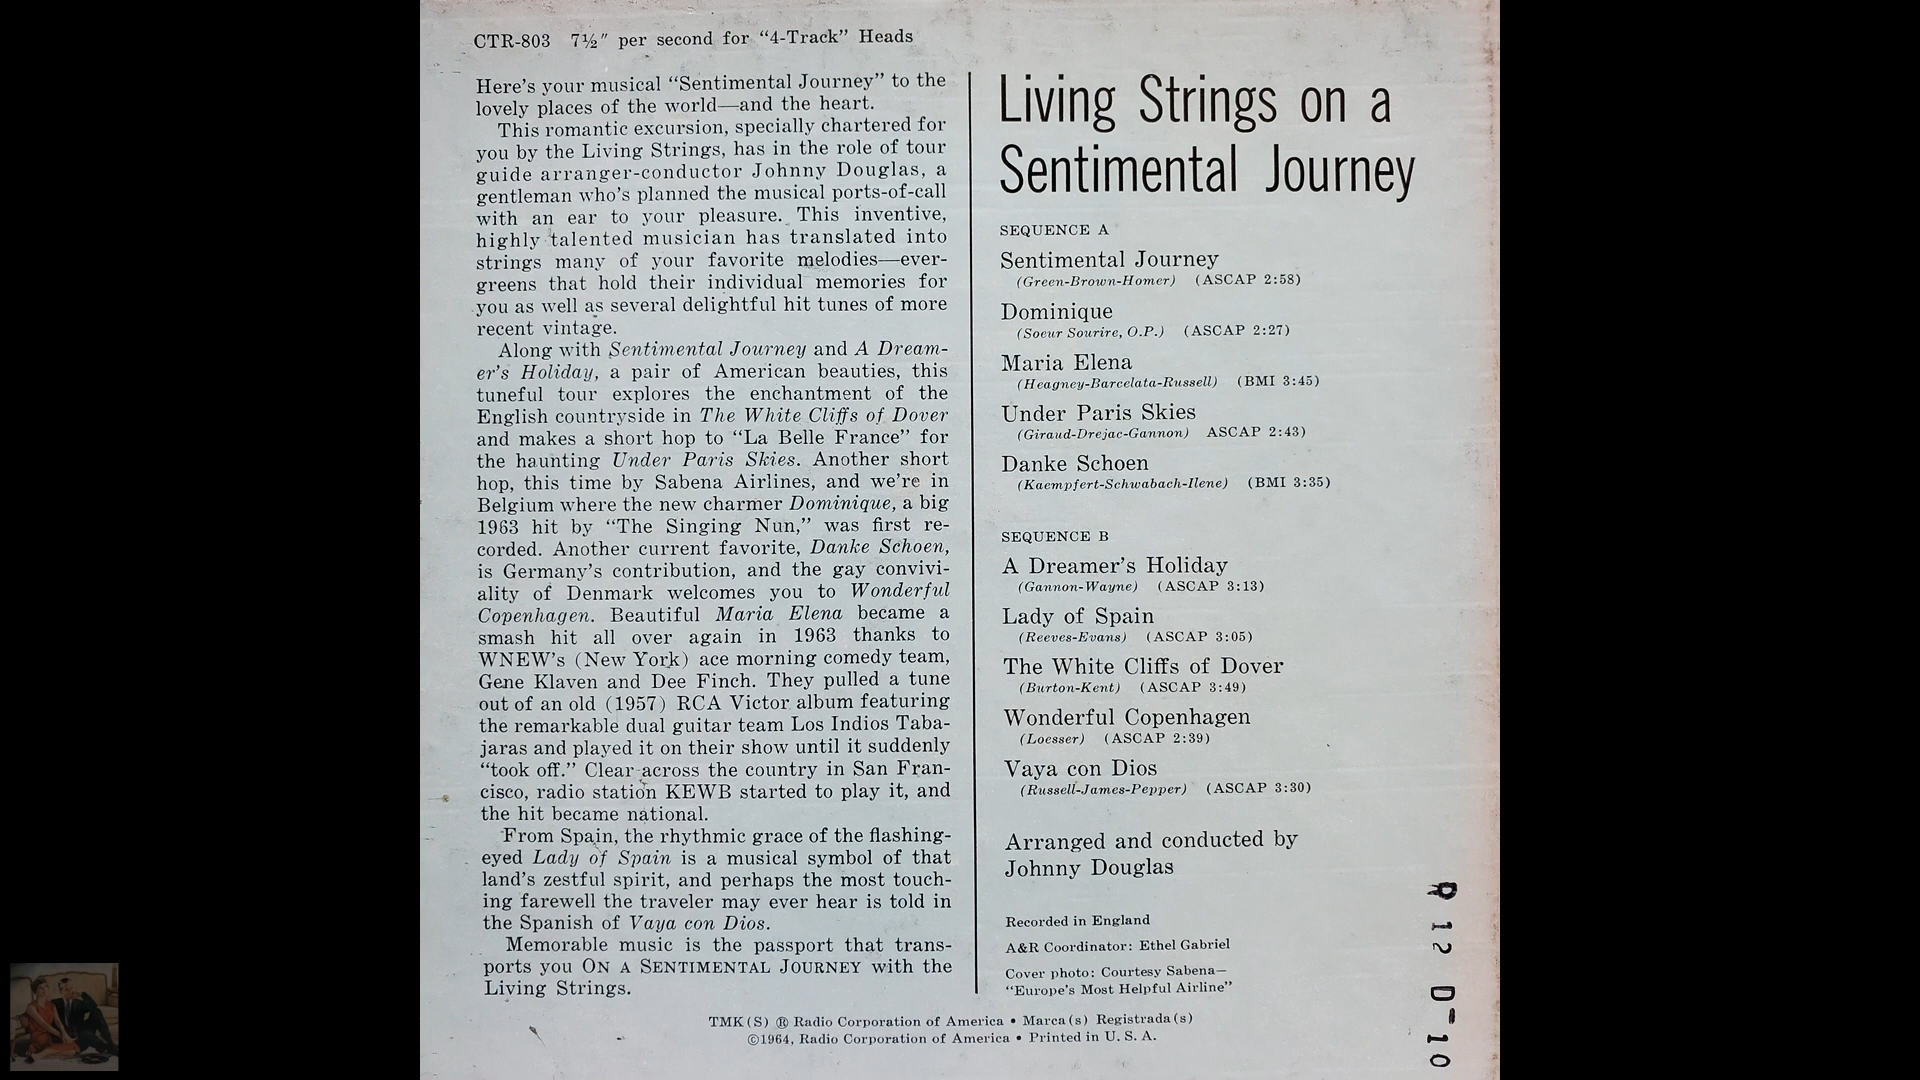 CTR-803 7½″ per second for “4-Track” Heads
Here’s your musical “Sentimental Journey” to the
lovely places of the world—and the heart.
This romantic excursion, specially chartered for
you by the Living Strings, has in the role of tour
guide arranger-conductor Johnny Douglas, a
gentleman who’s planned the musical ports-of-call
with an ear to your pleasure. This inventive,
highly talented musician has translated into
strings many of your favorite melodies—ever-
greens that hold their individual memories for
you as well as several delightful hit tunes of more
recent vintage.
Along with Sentimental Journey and A Dream-
er’s Holiday, a pair of American beauties, this
tuneful tour explores the enchantment of the
English countryside in The White Cliffs of Dover
and makes a short hop to “La Belle France” for
the haunting Under Paris Skies. Another short
hop, this time by Sabena Airlines, and we’re in
Belgium where the new charmer Dominique, a big
1963 hit by “The Singing Nun,” was first re-
corded. Another current favorite, Danke Schoen,
is Germany’s contribution, and the gay convivi-
ality of Denmark welcomes you to Wonderful
Copenhagen. Beautiful Maria Elena became a
smash hit all over again in 1963 thanks to
WNEW’s (New York) ace morning comedy team,
Gene Klaven and Dee Finch. They pulled a tune
out of an old (1957) RCA Victor album featuring
the remarkable dual guitar team Los Indios Taba-
jaras and played it on their show until it suddenly
“took off.” Clear across the country in San Fran-
cisco, radio station KEWB started to play it, and
the hit became national.
From Spain, the rhythmic grace of the flashing-
eyed Lady of Spain is a musical symbol of that
land’s zestful spirit, and perhaps the most touch-
ing farewell the traveler may ever hear is told in
the Spanish of Vaya con Dios.
Memorable music is the passport that trans-
ports you ON A SENTIMENTAL JOURNEY with the
Living Strings.
Living Strings on a
Sentimental Journey
SEQUENCE A
Sentimental Journey
(Green-Brown-Homer) (ASCAP 2:58)
Dominique
(Soeur Sourire, O.P.) (ASCAP 2:27)
Maria Elena
(Heagney-Barcelata-Russell) (BMI 3:45)
Under Paris Skies
(Giraud-Drejac-Gannon) ASCAP 2:43)
Danke Schoen
(Kaempfert-Schwabach-Ilene) (BMI 3:35)
SEQUENCE B
A Dreamer’s Holiday
(Gannon-Wayne) (ASCAP 3:13)
Lady of Spain
(Reeves-Evans) (ASCAP 3:05)
The White Cliffs of Dover
(Burton-Kent) (ASCAP 3:49)
Wonderful Copenhagen
(Loesser) (ASCAP 2:39)
Vaya con Dios
(Russell-James-Pepper) (ASCAP 3:30)
Arranged and conducted by
Johnny Douglas
Recorded in England
A&R Coordinator: Ethel Gabriel
Cover photo: Courtesy Sabena—
“Europe’s Most Helpful Airline”
TMK(S) ® Radio Corporation of America • Marca(s) Registrada(s)
©1964, Radio Corporation of America • Printed in U. S. A.
12 D-10